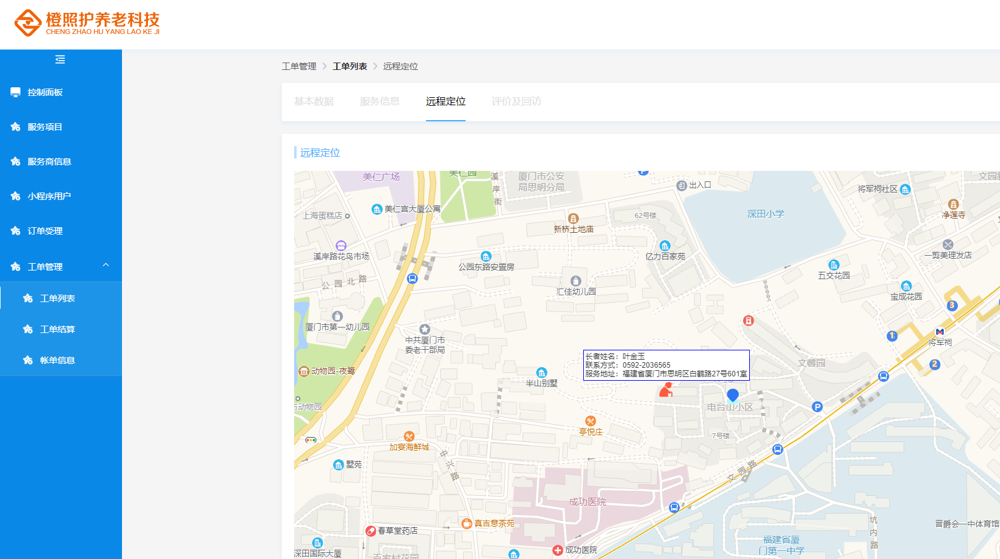 橙照护养老科技
CHENG ZHAO HU YANG LAO KE JI
控制面板
服务项目
服务商信息
小程序用户
订单受理
工单管理
工单列表
工单结算
帐单信息
工单管理 > 工单列表 > 远程定位
基本数据 服务信息 远程定位 评价及回访
远程定位
美仁广场
美仁园
溪岸街
厦门市公安
局思明分局
出入口
将军祠社区
美仁宫大厦公寓
上海蛋糕店
新桥土地庙
62号楼
深田小学
净莲寺
溪岸路花鸟市场
公园东路安置房
亿力百家苑
一剪美理发店
五交花园
公园北路
汇佳幼儿园
宝成花园
3
厦门市第一幼儿园
中共厦门市
委老干部局
1
将军祠
长者姓名：叶金玉
联系方式：0592-2036565
服务地址：福建省厦门市思明区白鹤路27号601室
文馨园
2
动物园-夜鹭
半山别墅
市动物园
电台山小区
P
亭悦庄
7号楼
加宴海鲜城
中兴路
墅苑
文园路
成功医院
真吉意茶苑
春草堂药店
坑内路
晋爵会一中体育馆
福建省厦
门第一中学
深田国际大厦
成功医院
百家村花园